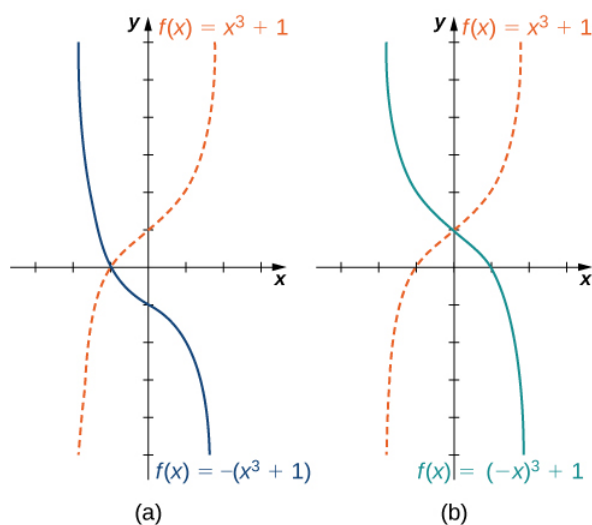 y
f(x) = x³ + 1
x
f(x) = –(x³ + 1)
(a)
y
f(x) = x³ + 1
x
f(x) = (–x)³ + 1
(b)